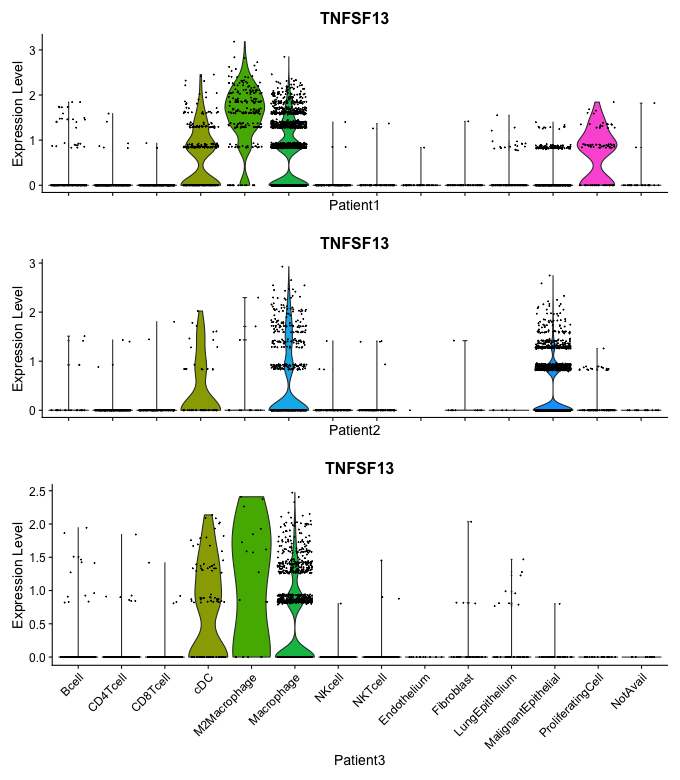 TNFSF13
Expression Level
3
2
1
0
Patient1
TNFSF13
Expression Level
3
2
1
0
Patient2
TNFSF13
Expression Level
2.5
2.0
1.5
1.0
0.5
0.0
Bcell
CD4Tcell
CD8Tcell
cDC
M2Macrophage
Macrophage
NKcell
NKTcell
Endothelium
Fibroblast
LungEpithelium
MalignantEpithelial
ProliferatingCell
NotAvail
Patient3